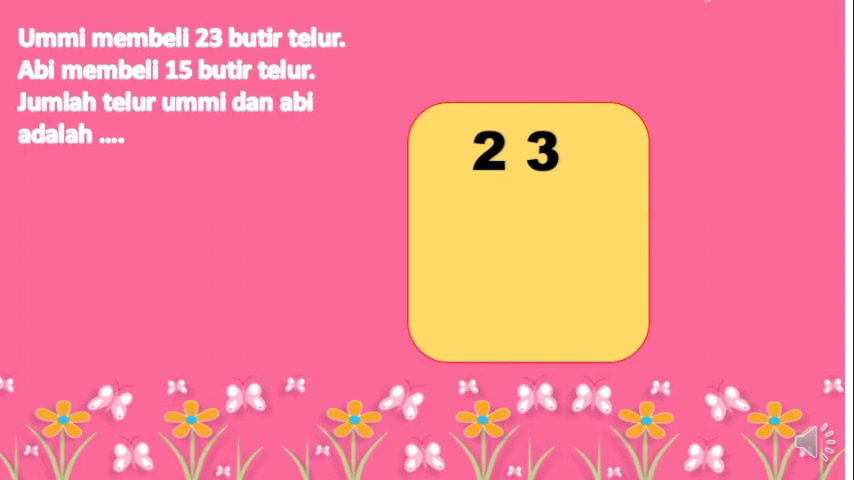 Ummi membeli 23 butir telur.
Abi membeli 15 butir telur.
Jumlah telur ummi dan abi
adalah ....
2 3